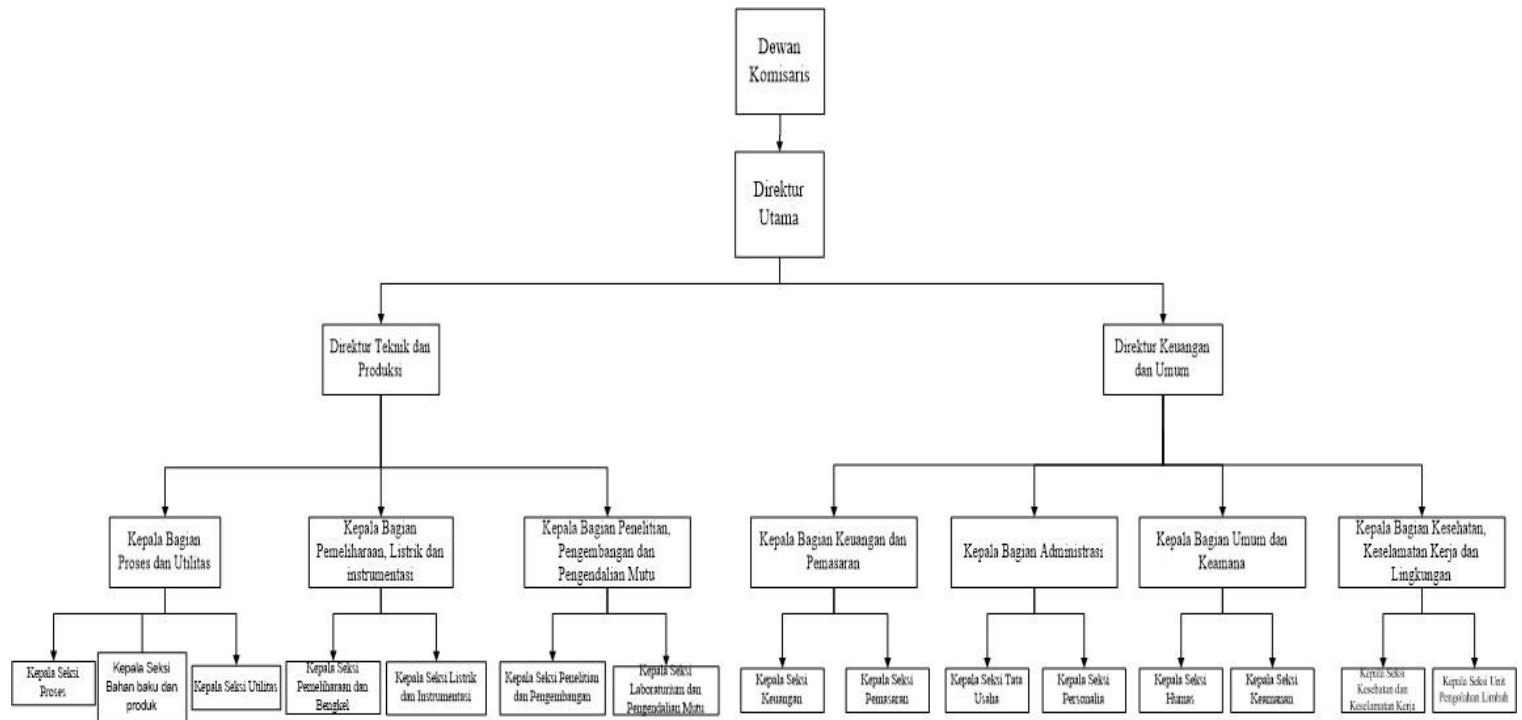 Dewan
Komisaris
Direktur
Utama
Direktur Teknik dan
Produksi
Direktur Keuangan
dan Umum
Kepala Bagian
Proses dan Utilitas
Kepala Bagian
Pemeliharaan, Listrik dan
instrumentasi
Kepala Bagian Penelitian,
Pengembangan dan
Pengendalian Mutu
Kepala Bagian Keuangan dan
Pemasaran
Kepala Bagian Administrasi
Kepala Bagian Umum dan
Keamana
Kepala Bagian Kesehatan,
Keselamatan Kerja dan
Lingkungan
Kepala Seksi
Proses
Kepala Seksi
Bahan baku dan
produk
Kepala Seksi Utilitas
Kepala Seksi
Pemeliharaan dan
Bengkel
Kepala Seksi Listrik
dan Instrumentasi
Kepala Seksi Penelitian
dan Pengembangan
Kepala Seksi
Laboraturium dan
Pengendalian Mutu
Kepala Seksi
Keuangan
Kepala Seksi
Pemasaran
Kepala Seksi Tata
Usaha
Kepala Seksi
Personalia
Kepala Seksi
Humas
Kepala Seksi
Keamanan
Kepala Seksi
Kesehatan dan
Keselamatan Kerja
Kepala Seksi Unit
Pengolahan Limbah